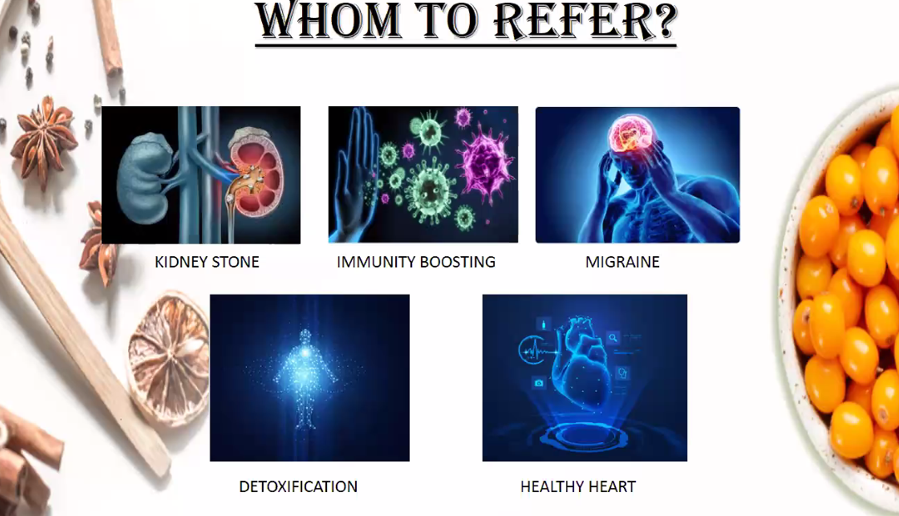 WHOM TO REFER?
KIDNEY STONE
IMMUNITY BOOSTING
MIGRAINE
DETOXIFICATION
HEALTHY HEART